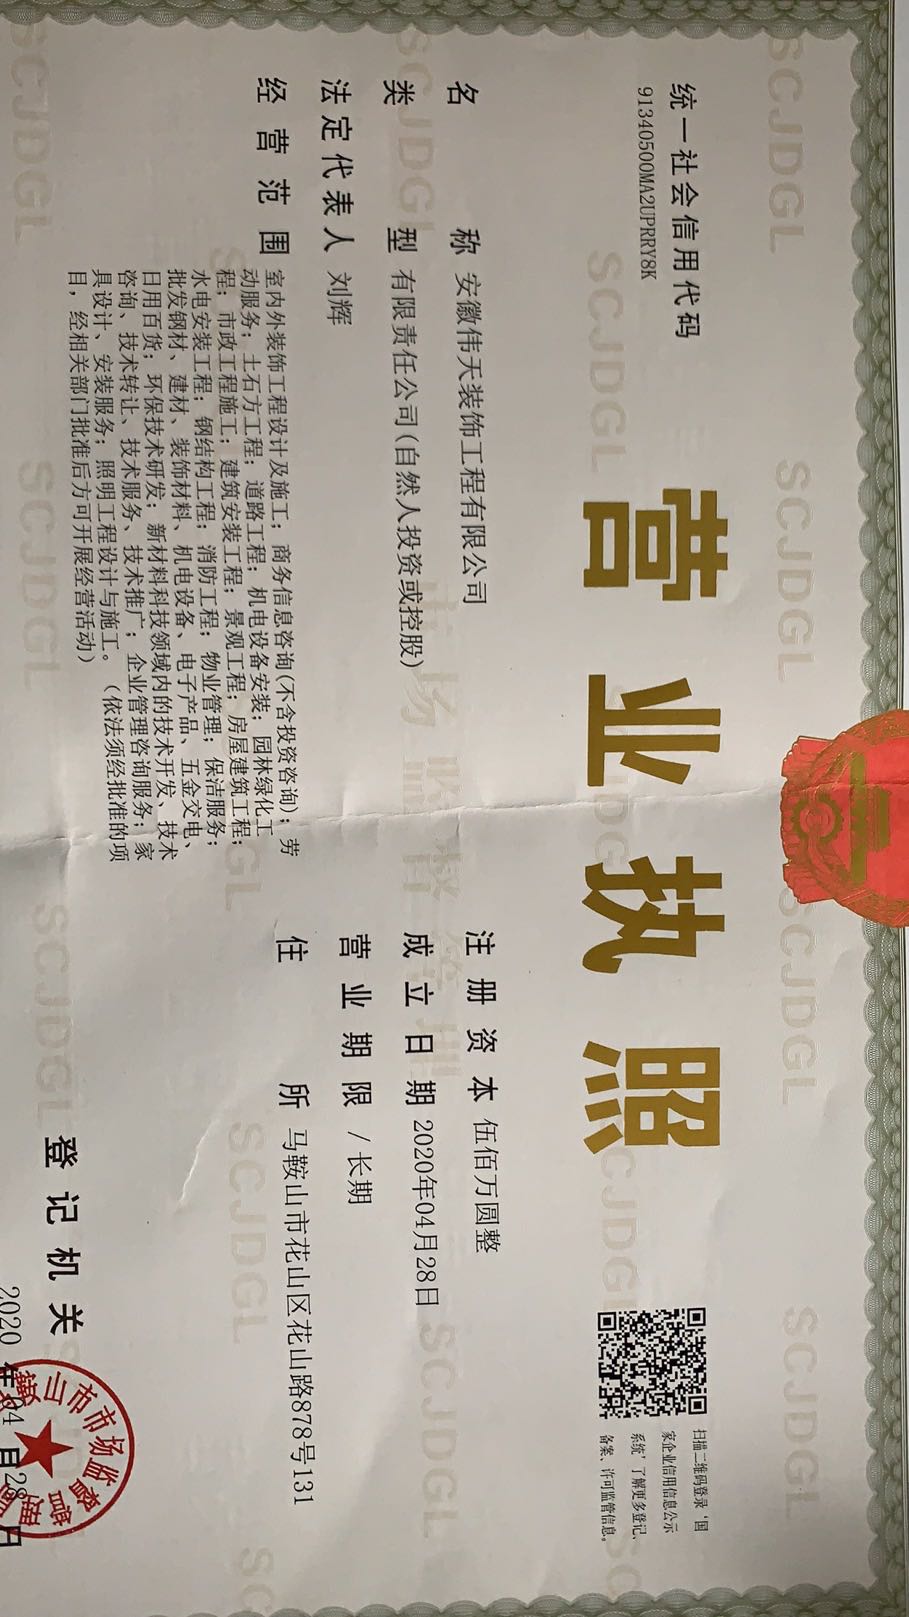 统一社会信用代码
91340500MA2UPRRY8K
营业执照
扫描二维码登录‘国
家企业信用信息公示
系统’了解更多登记、
备案、许可监管信息。
名称 安徽伟天装饰工程有限公司
类型 有限责任公司(自然人投资或控股)
法定代表人 刘辉
经营范围 室内外装饰工程设计及施工；商务信息咨询(不含投资咨询)；劳
动服务；土石方工程；道路工程；机电设备安装；园林绿化工
程；市政工程施工；建筑安装工程；景观工程；房屋建筑工程；
水电安装工程；钢结构工程；消防工程；物业管理；保洁服务；
批发钢材、建材、装饰材料、机电设备、电子产品、五金交电、
日用百货；环保技术研发；新材料科技领域内的技术开发、技术
咨询、技术转让、技术服务、技术推广；企业管理咨询服务；家
具设计、安装服务；照明工程设计与施工。（依法须经批准的项
目，经相关部门批准后方可开展经营活动）
注册资本 伍佰万圆整
成立日期 2020年04月28日
营业期限 /长期
住所 马鞍山市花山区花山路878号131
登记机关
2020年04月28日